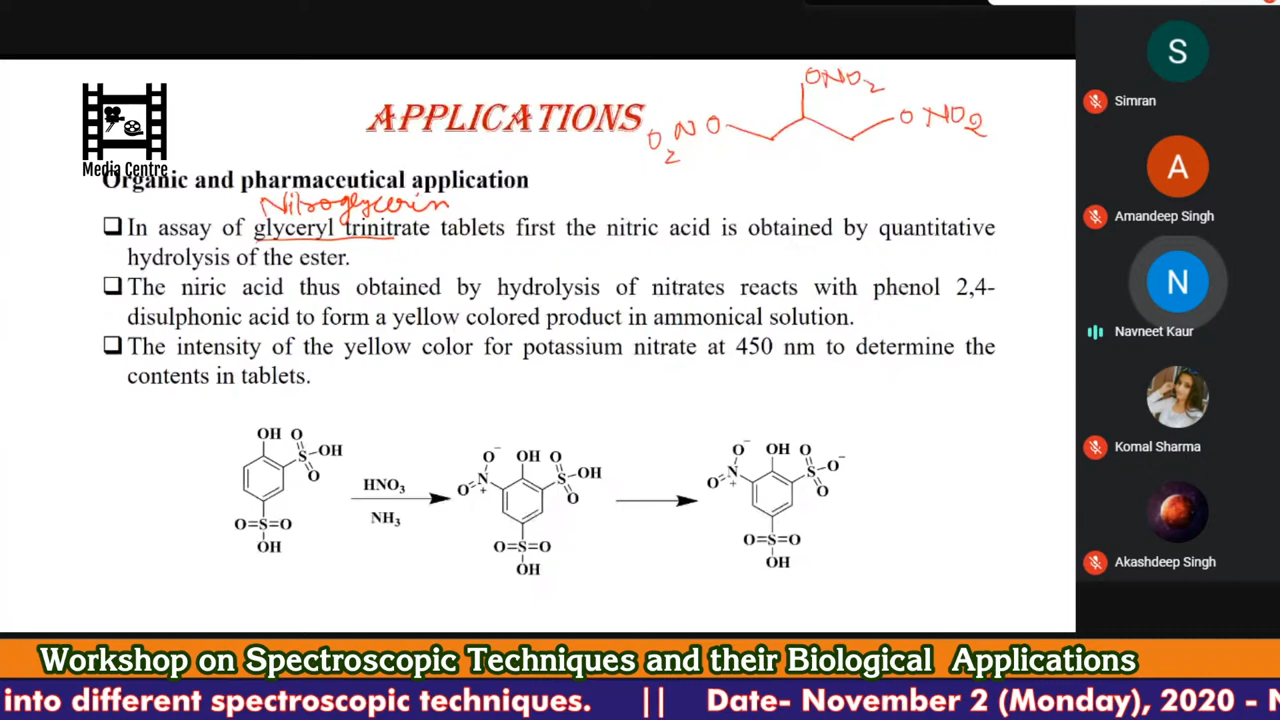 APPLICATIONS
ONO2
O2NO
ONO2
Media Centre
Organic and pharmaceutical application
Nitroglycerin
❑ In assay of glyceryl trinitrate tablets first the nitric acid is obtained by quantitative
hydrolysis of the ester.
❑ The niric acid thus obtained by hydrolysis of nitrates reacts with phenol 2,4-
disulphonic acid to form a yellow colored product in ammonical solution.
❑ The intensity of the yellow color for potassium nitrate at 450 nm to determine the
contents in tablets.
OH O S OH O O=S=O OH
HNO3
NH3
O− N+ O OH O S OH O O=S=O OH
O− N+ O OH O S O− O O=S=O OH
S
Simran
A
Amandeep Singh
N
Navneet Kaur
Komal Sharma
Akashdeep Singh
Workshop on Spectroscopic Techniques and their Biological Applications
into different spectroscopic techniques. || Date- November 2 (Monday), 2020 - N